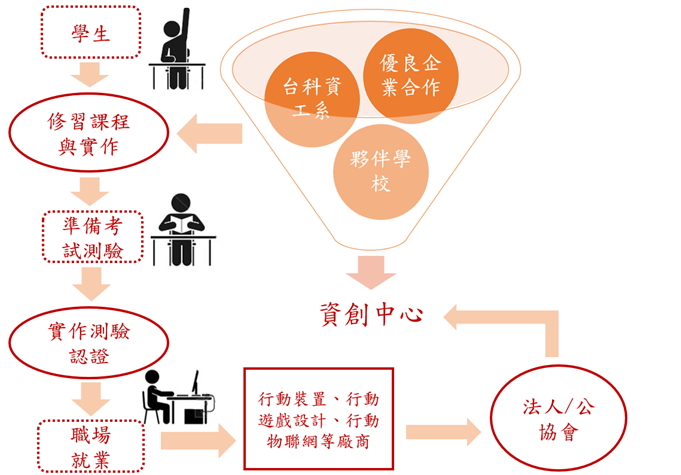 學生
修習課程
與實作
準備考
試測驗
實作測驗
認證
職場
就業
台科資
工系
優良企
業合作
夥伴學
校
資創中心
行動裝置、行動
遊戲設計、行動
物聯網等廠商
法人/公
協會